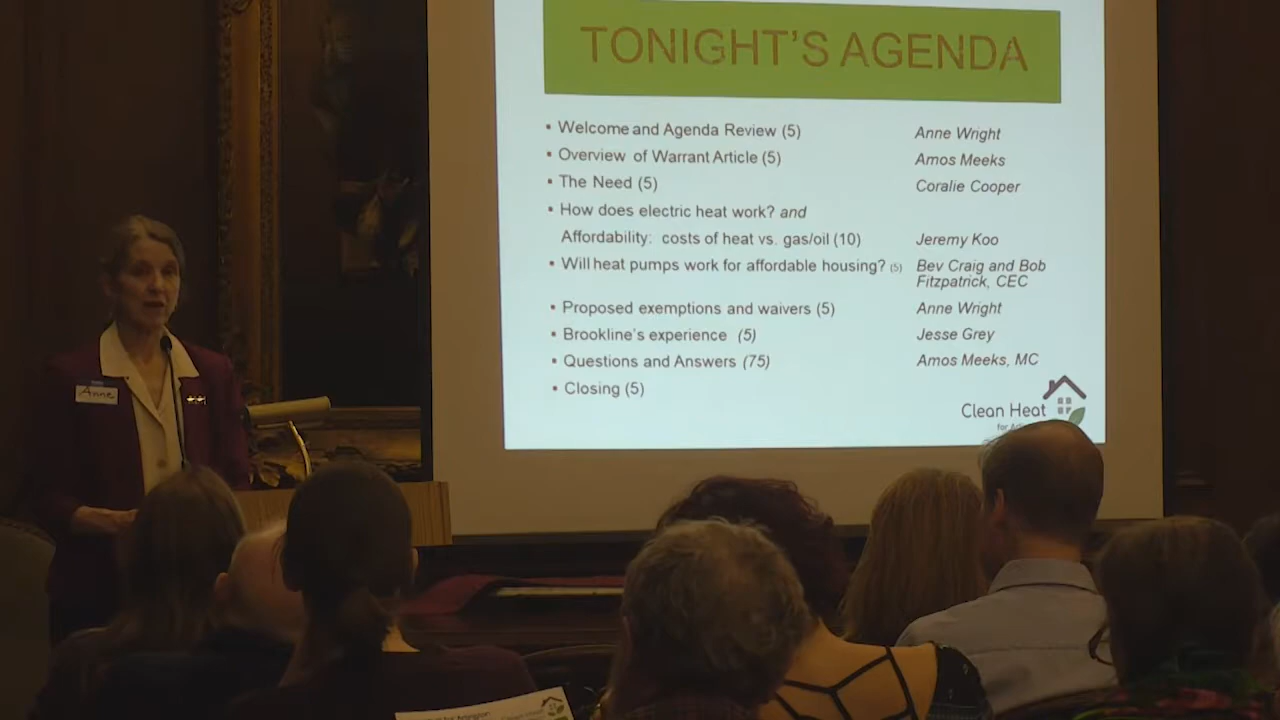 TONIGHT'S AGENDA
• Welcome and Agenda Review (5) Anne Wright
• Overview of Warrant Article (5) Amos Meeks
• The Need (5) Coralie Cooper
• How does electric heat work? and
Affordability: costs of heat vs. gas/oil (10) Jeremy Koo
• Will heat pumps work for affordable housing? (5) Bev Craig and Bob
Fitzpatrick, CEC
• Proposed exemptions and waivers (5) Anne Wright
• Brookline's experience (5) Jesse Grey
• Questions and Answers (75) Amos Meeks, MC
• Closing (5)
Clean Heat
for
Anne